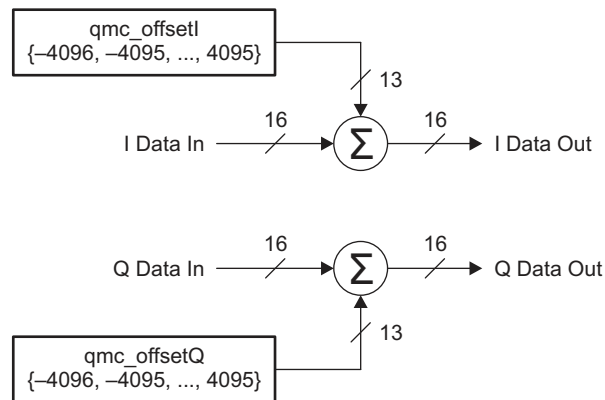 qmc_offsetI
{–4096, –4095, ..., 4095}
13
16
16
I Data In
Σ
I Data Out
16
16
Q Data In
Σ
Q Data Out
13
qmc_offsetQ
{–4096, –4095, ..., 4095}